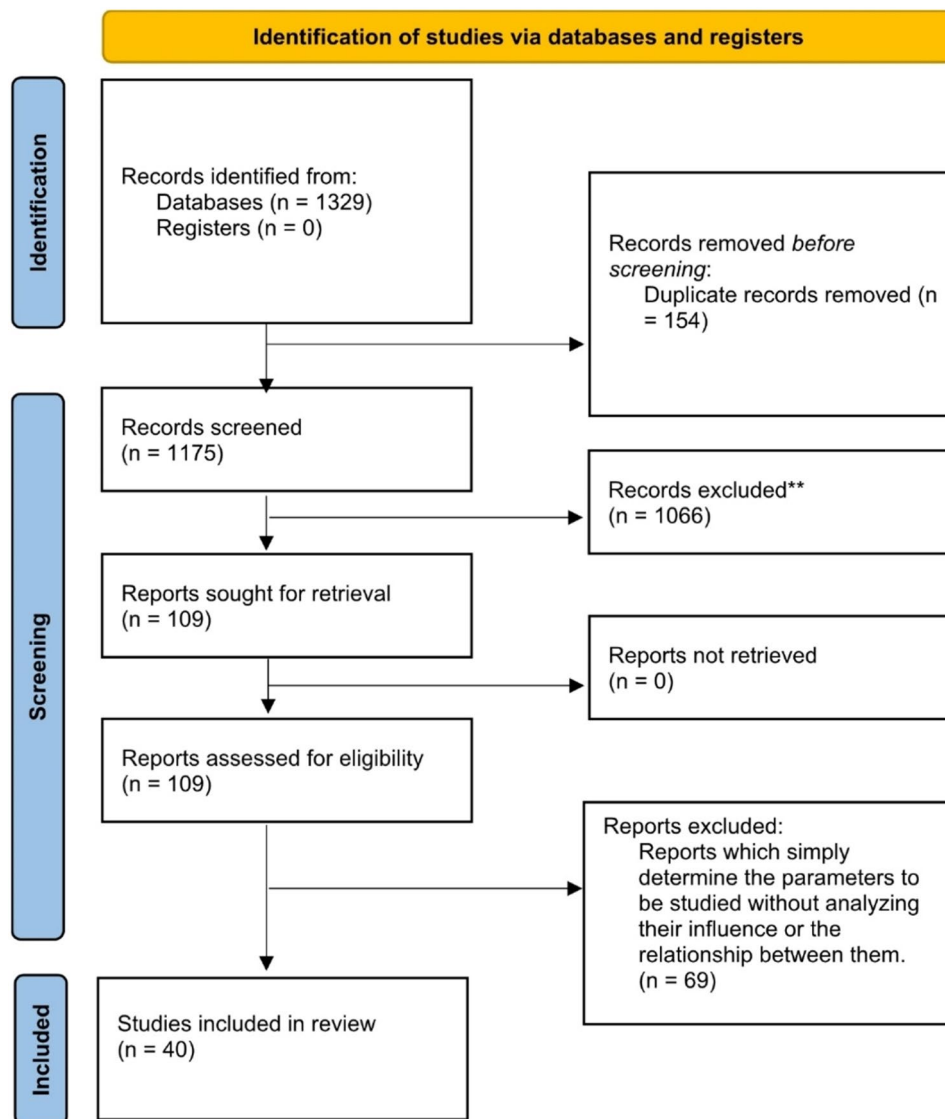 Identification of studies via databases and registers
Identification
Records identified from:
Databases (n = 1329)
Registers (n = 0)
Records removed before
screening:
Duplicate records removed (n
= 154)
Screening
Records screened
(n = 1175)
Records excluded**
(n = 1066)
Reports sought for retrieval
(n = 109)
Reports not retrieved
(n = 0)
Reports assessed for eligibility
(n = 109)
Reports excluded:
Reports which simply
determine the parameters to
be studied without analyzing
their influence or the
relationship between them.
(n = 69)
Included
Studies included in review
(n = 40)